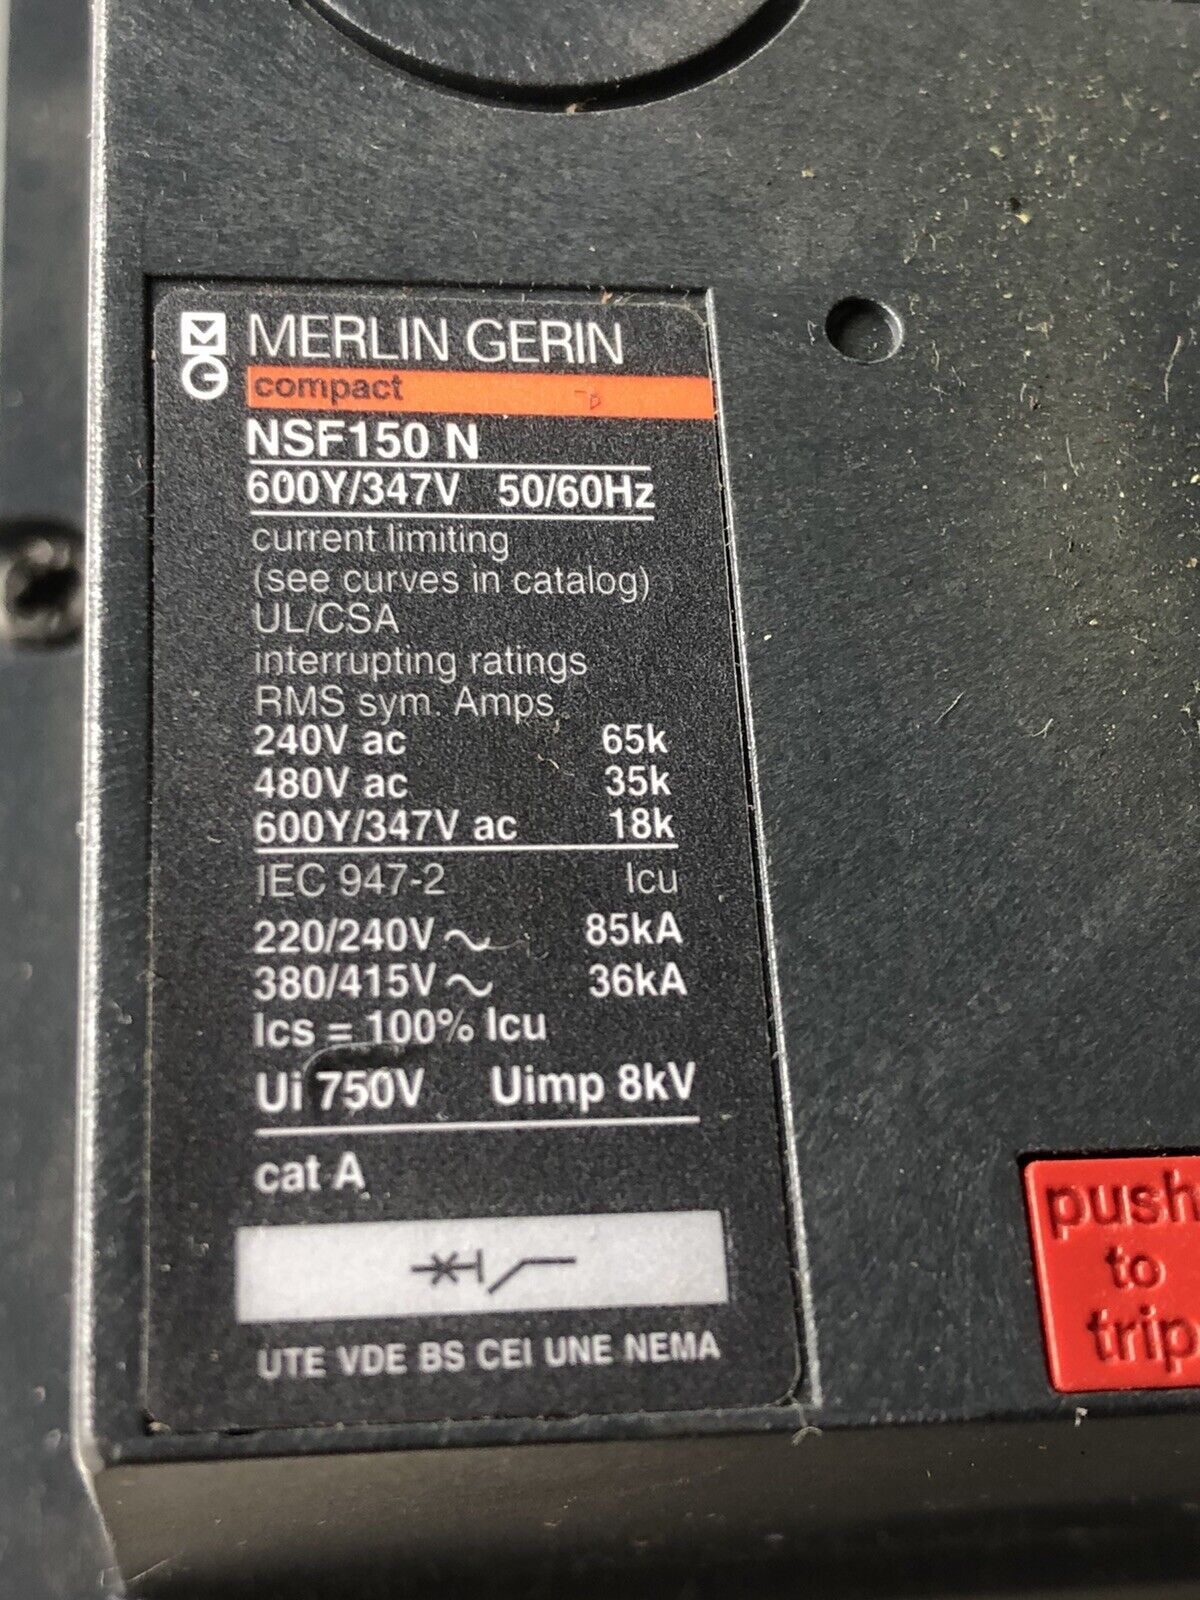 MERLIN GERIN
compact
NSF150 N
600Y/347V 50/60Hz
current limiting
(see curves in catalog)
UL/CSA
interrupting ratings
RMS sym. Amps
240V ac 65k
480V ac 35k
600Y/347V ac 18k
IEC 947-2 Icu
220/240V ~ 85kA
380/415V ~ 36kA
Ics = 100% Icu
Ui 750V Uimp 8kV
cat A
UTE VDE BS CEI UNE NEMA
push
to
trip